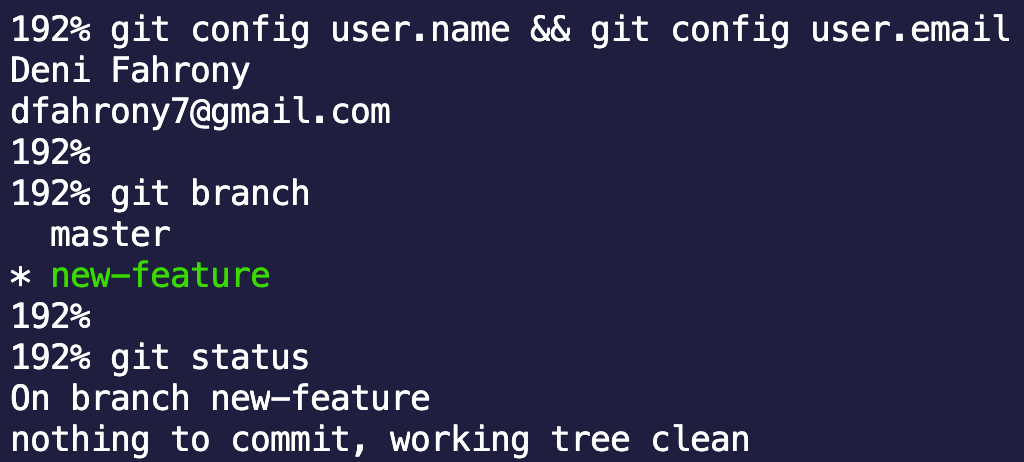 192% git config user.name && git config user.email
Deni Fahrony
dfahrony7@gmail.com
192%
192% git branch
  master
* new-feature
192%
192% git status
On branch new-feature
nothing to commit, working tree clean